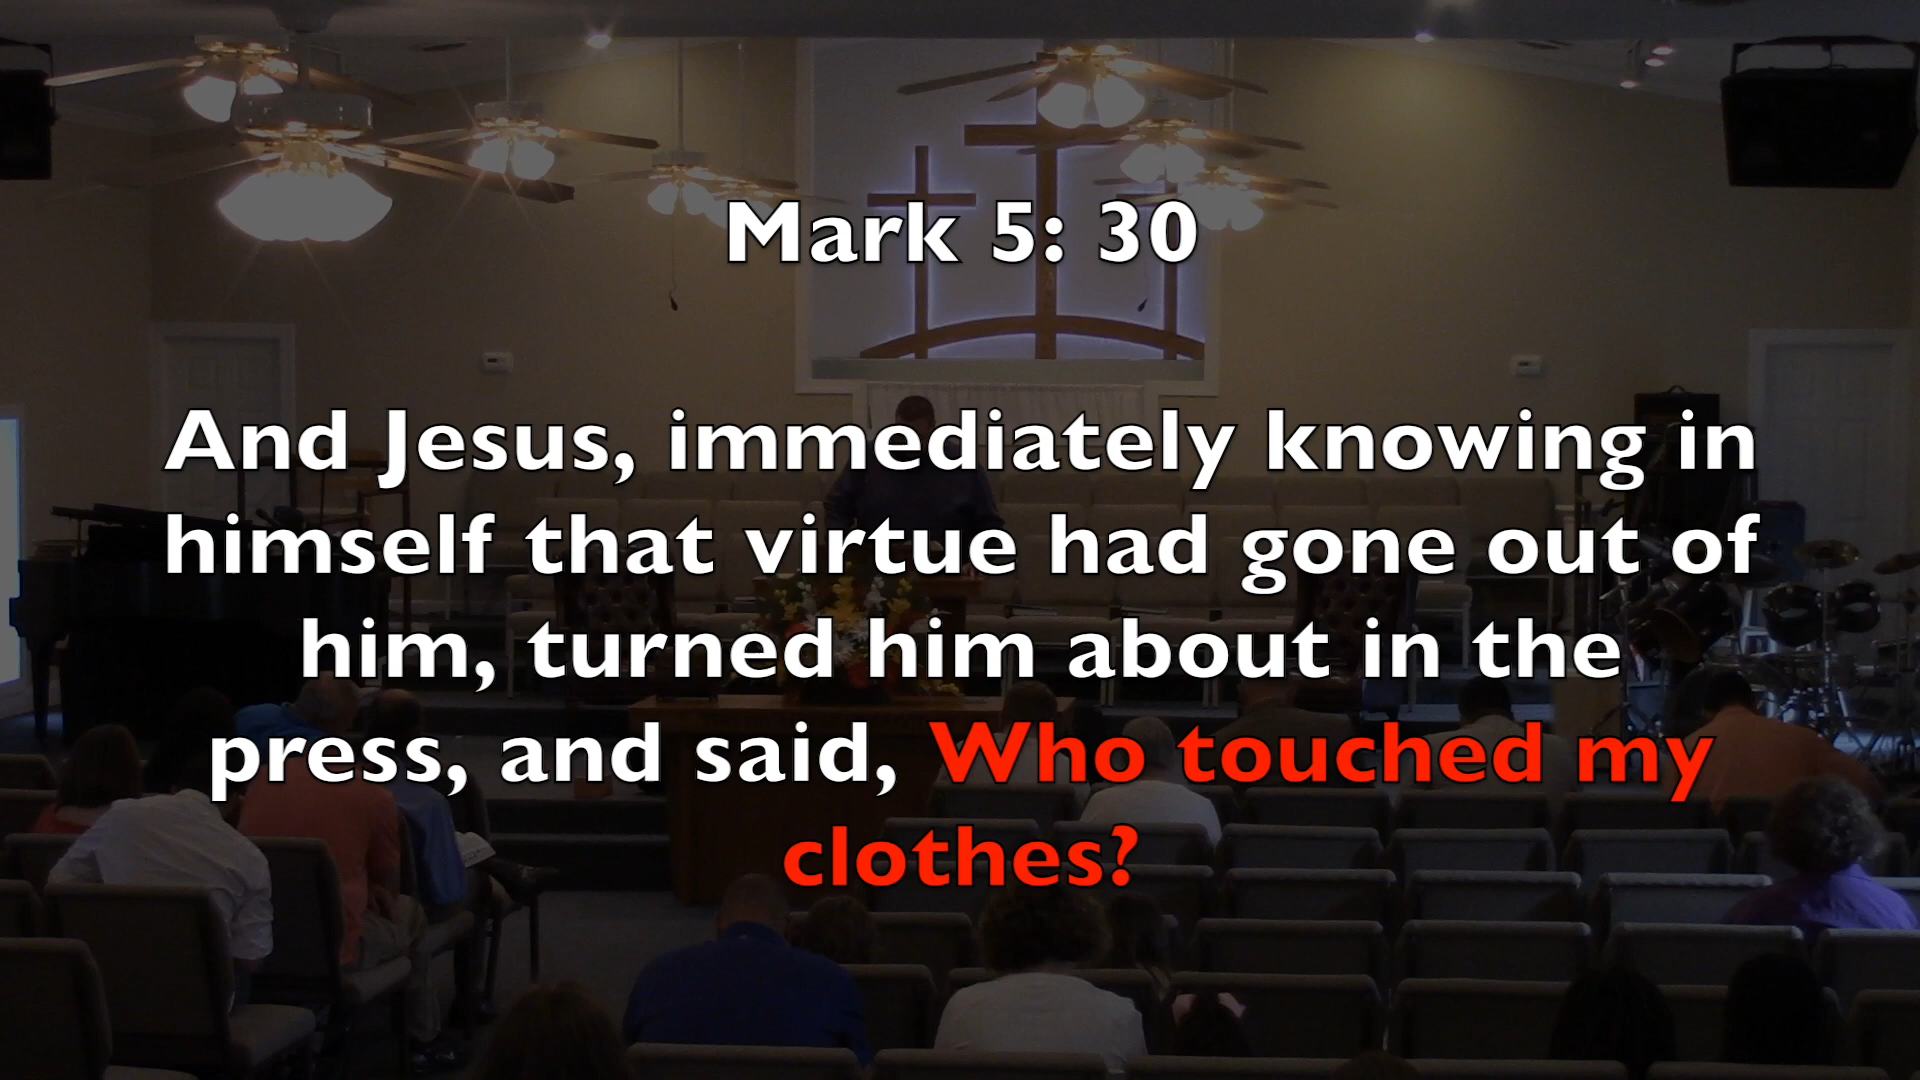 Mark 5: 30
And Jesus, immediately knowing in
himself that virtue had gone out of
him, turned him about in the
press, and said, Who touched my
clothes?